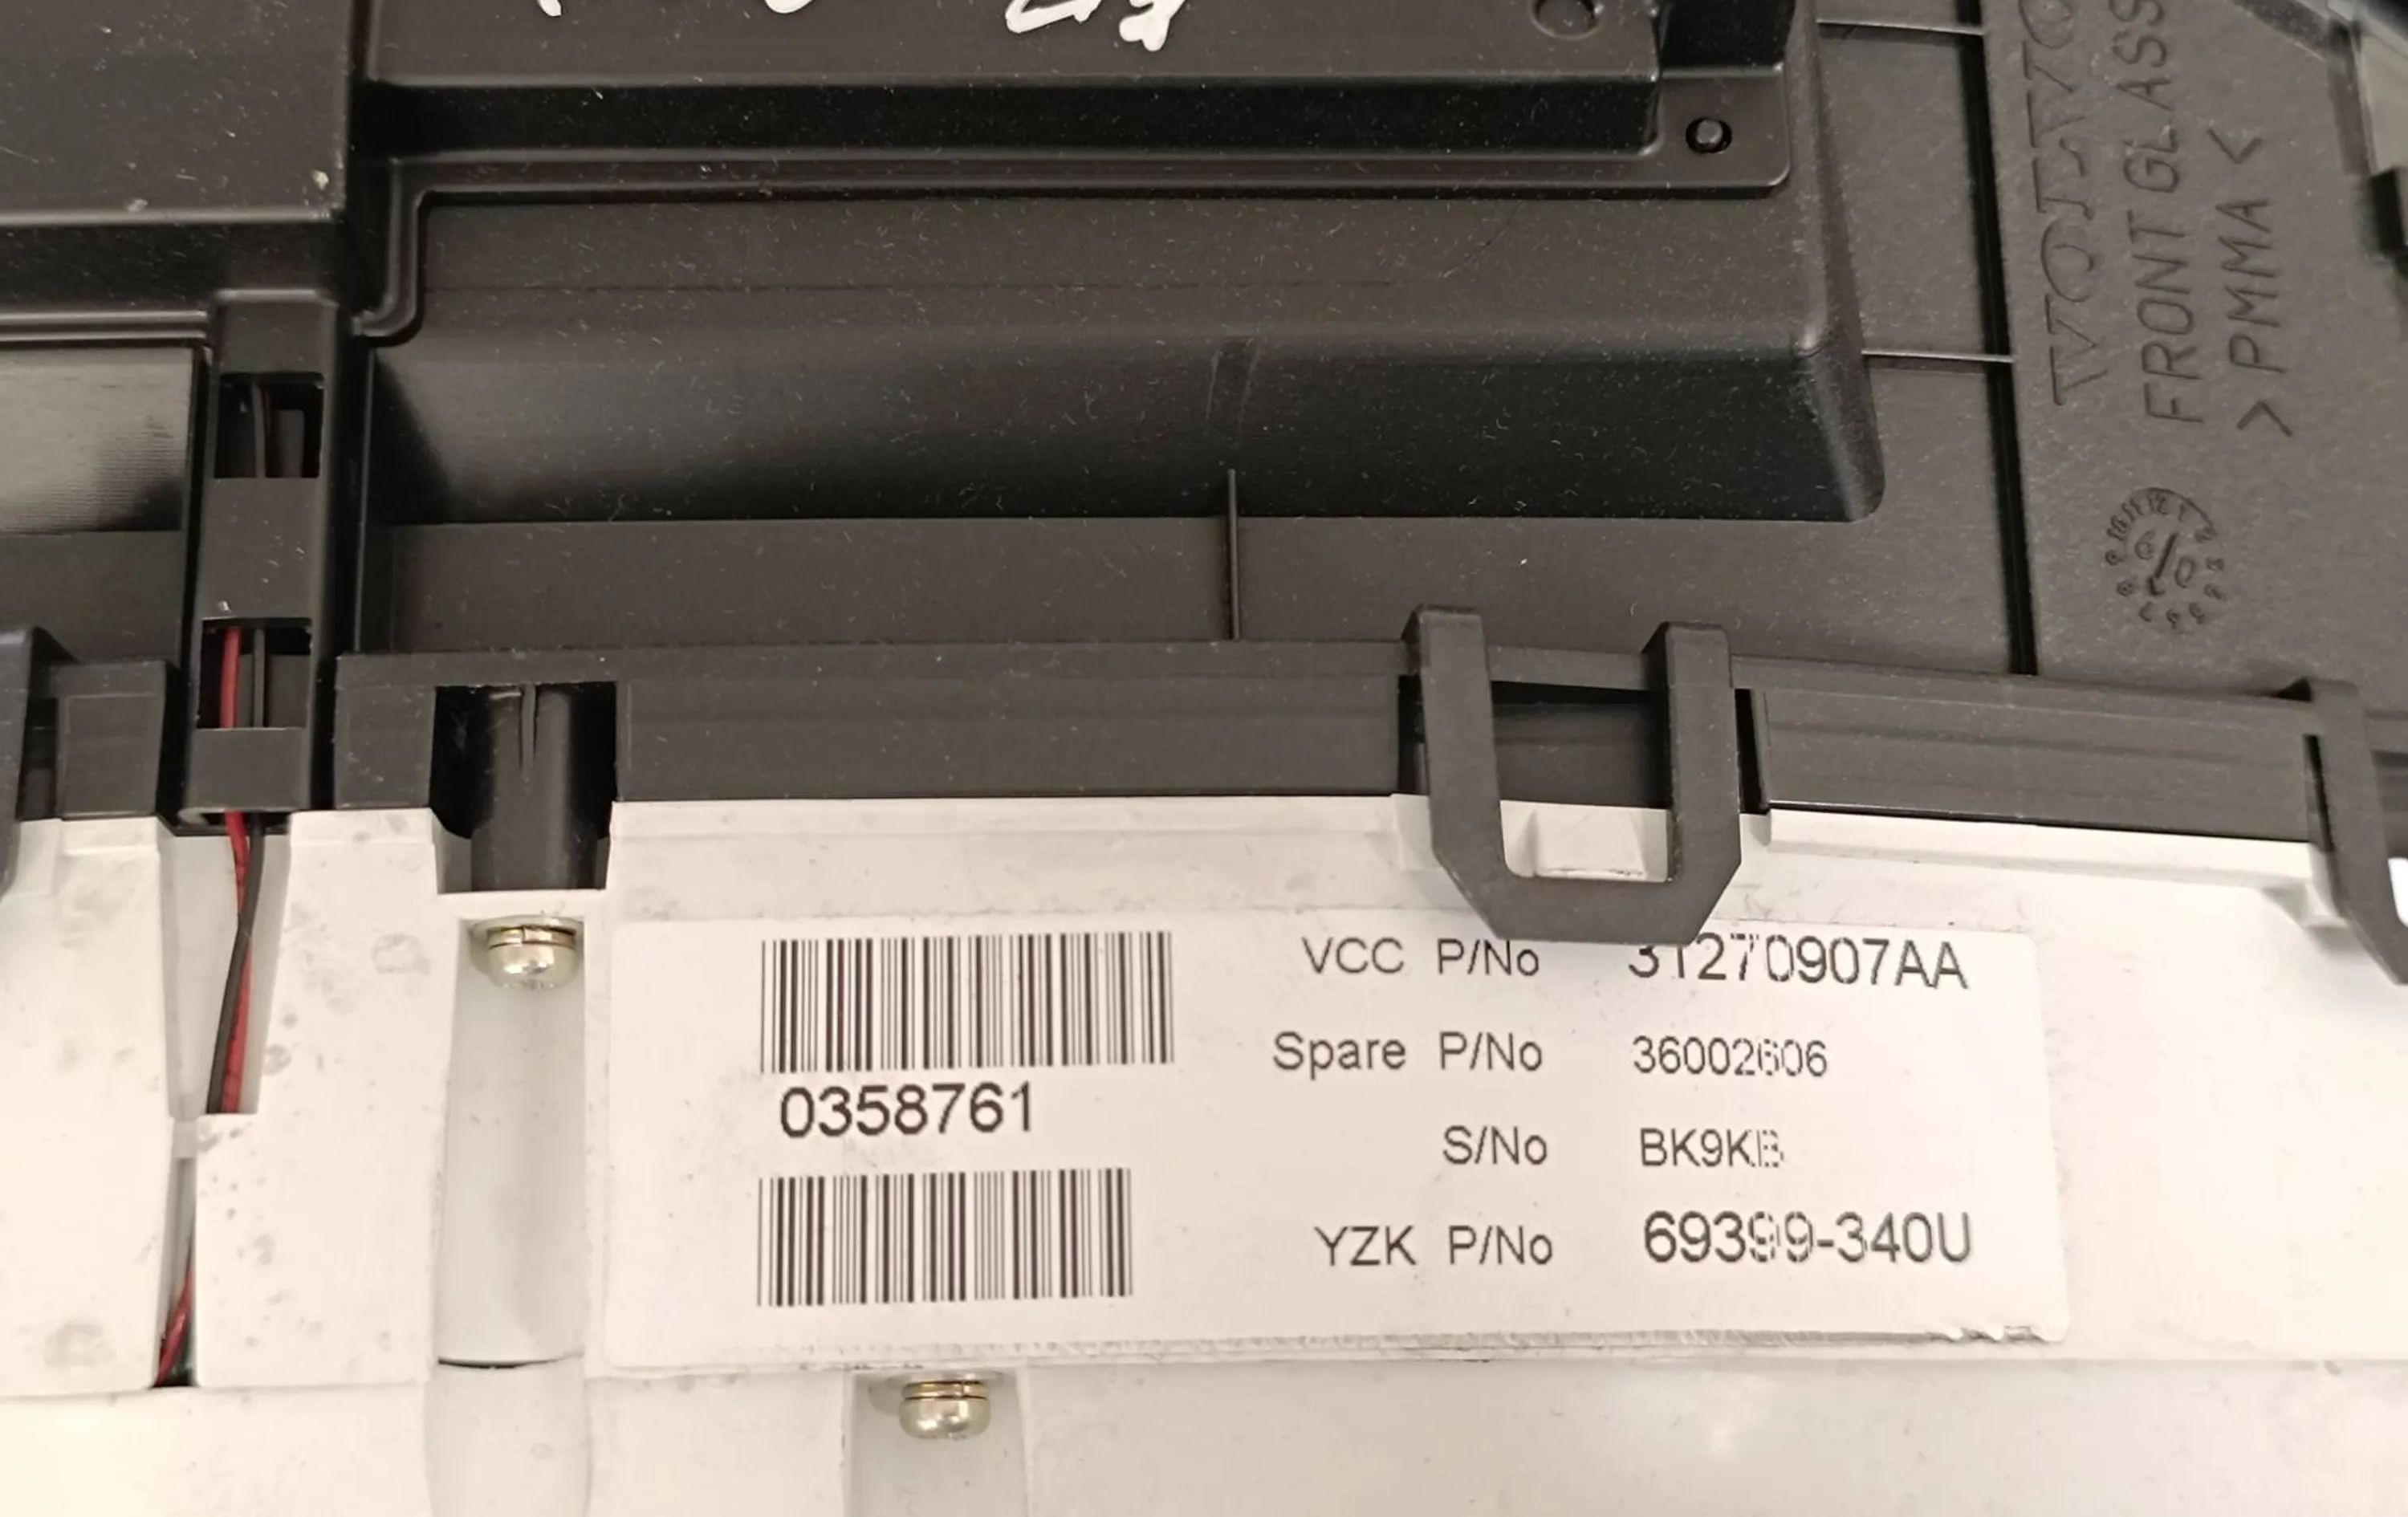 VOLVO
FRONT GLASS
>PMMA<
VCC P/No 31270907AA
Spare P/No 36002606
0358761
S/No BK9KB
YZK P/No 69399-340U